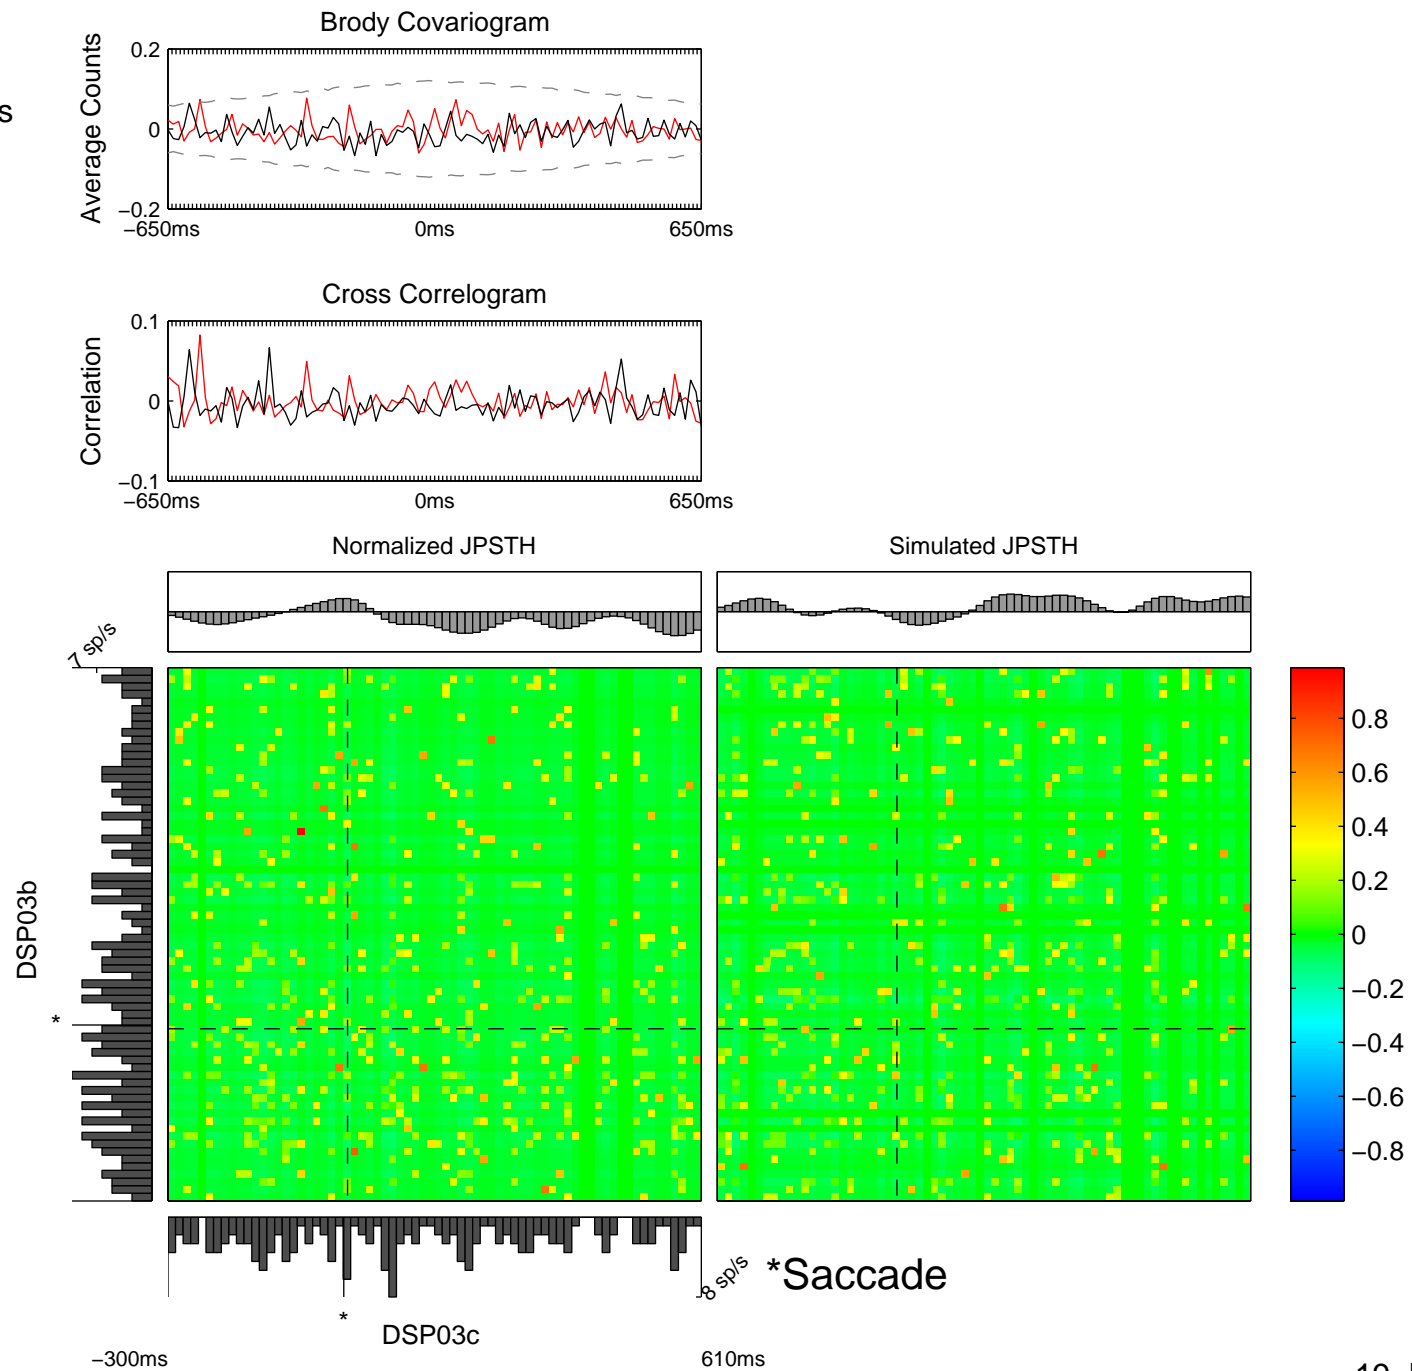 Brody Covariogram
s
Average Counts
0.2
0
−0.2
−650ms 0ms 650ms
Cross Correlogram
Correlation
0.1
0
−0.1
−650ms 0ms 650ms
Normalized JPSTH
Simulated JPSTH
7 sp/s
DSP03b
*
0.8
0.6
0.4
0.2
0
−0.2
−0.4
−0.6
−0.8
8 sp/s
*Saccade
*
DSP03c
−300ms 610ms